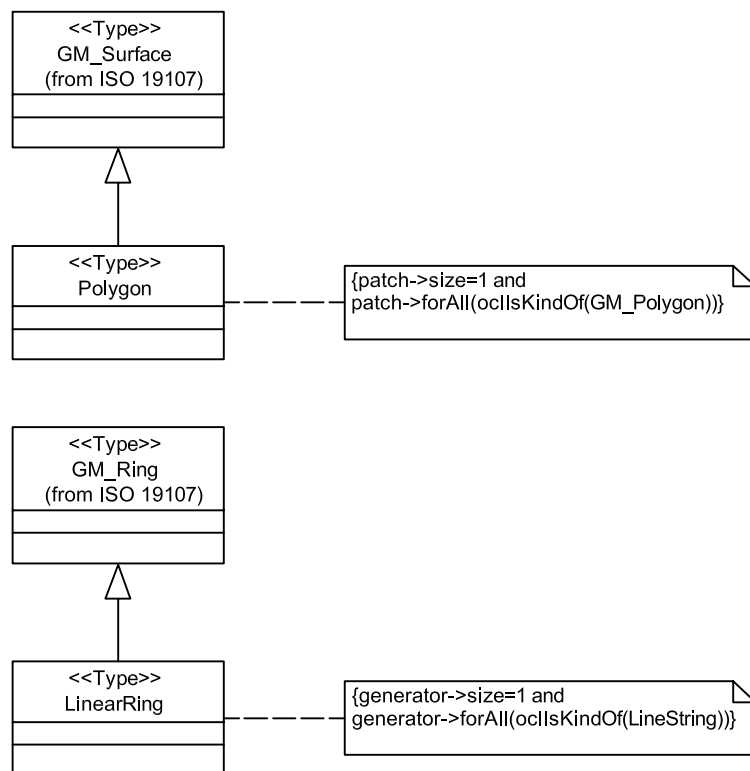 <<Type>>
GM_Surface
(from ISO 19107)
<<Type>>
Polygon
{patch->size=1 and
patch->forAll(oclIsKindOf(GM_Polygon))}
<<Type>>
GM_Ring
(from ISO 19107)
<<Type>>
LinearRing
{generator->size=1 and
generator->forAll(oclIsKindOf(LineString))}